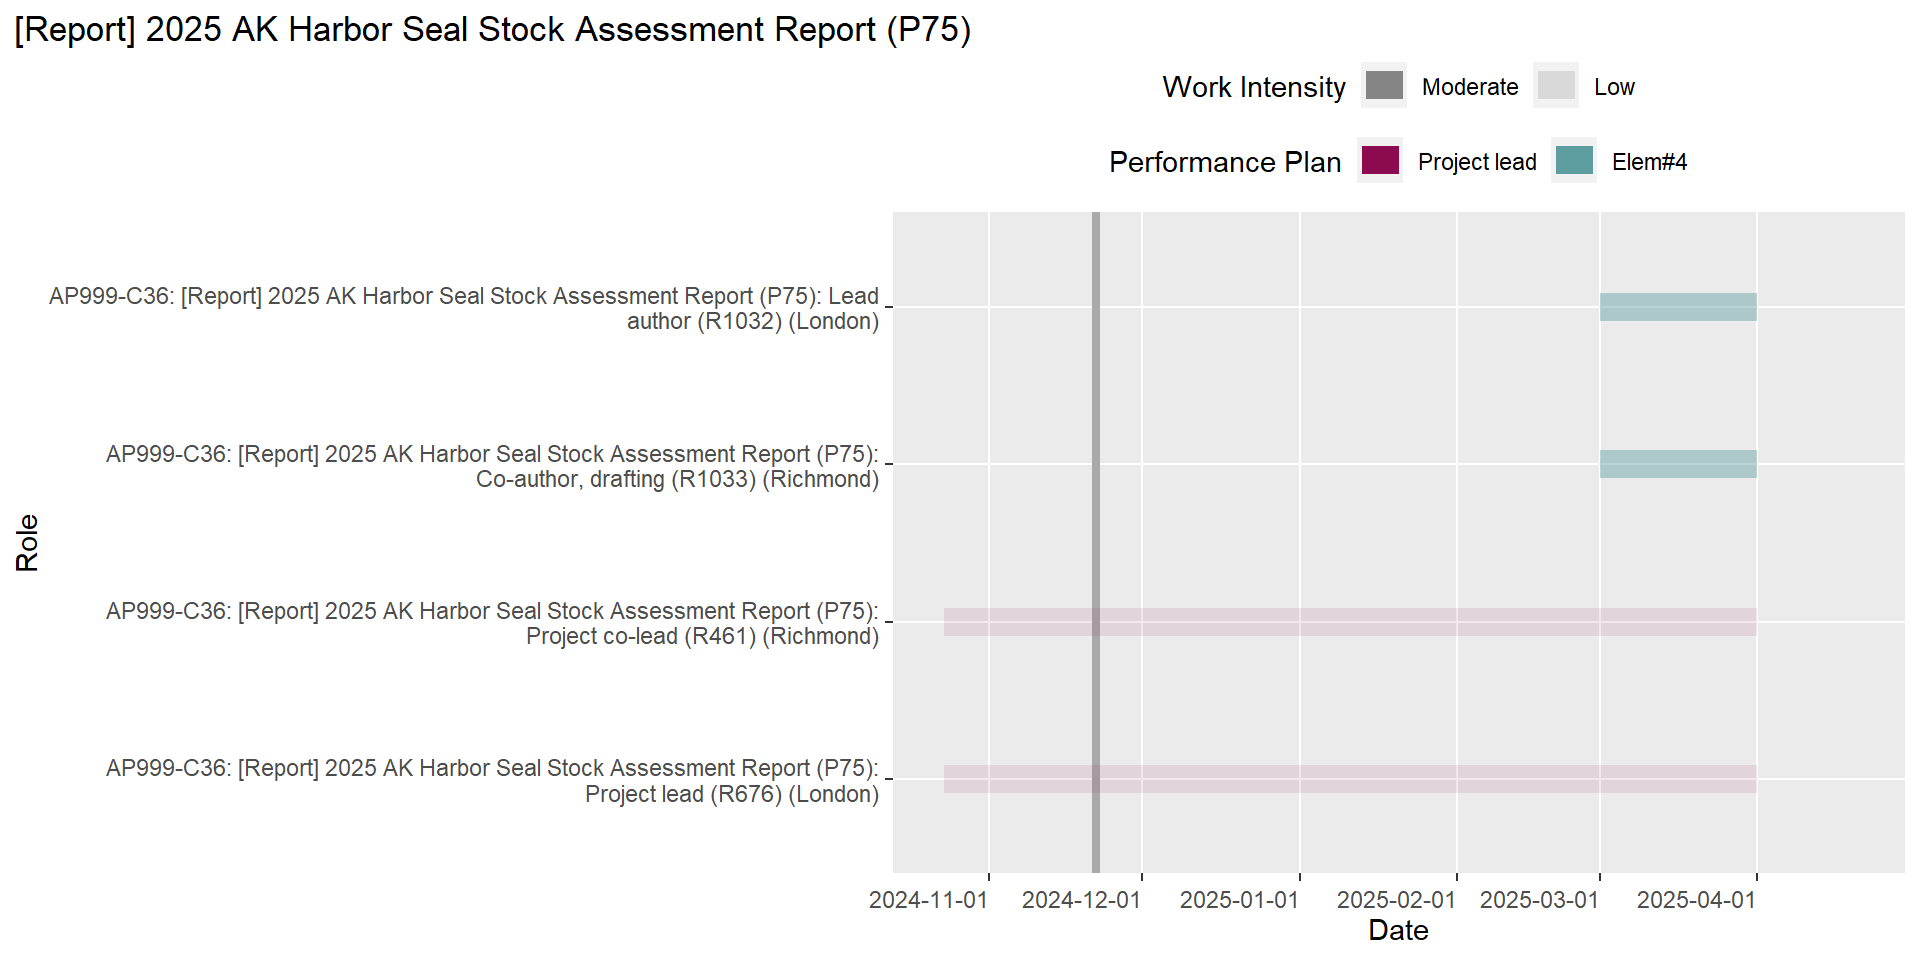 [Report] 2025 AK Harbor Seal Stock Assessment Report (P75)
Work Intensity Moderate Low
Performance Plan Project lead Elem#4
AP999-C36: [Report] 2025 AK Harbor Seal Stock Assessment Report (P75): Lead
author (R1032) (London)
AP999-C36: [Report] 2025 AK Harbor Seal Stock Assessment Report (P75):
Co-author, drafting (R1033) (Richmond)
AP999-C36: [Report] 2025 AK Harbor Seal Stock Assessment Report (P75):
Project co-lead (R461) (Richmond)
AP999-C36: [Report] 2025 AK Harbor Seal Stock Assessment Report (P75):
Project lead (R676) (London)
Role
2024-11-01 2024-12-01 2025-01-01 2025-02-01 2025-03-01 2025-04-01
Date